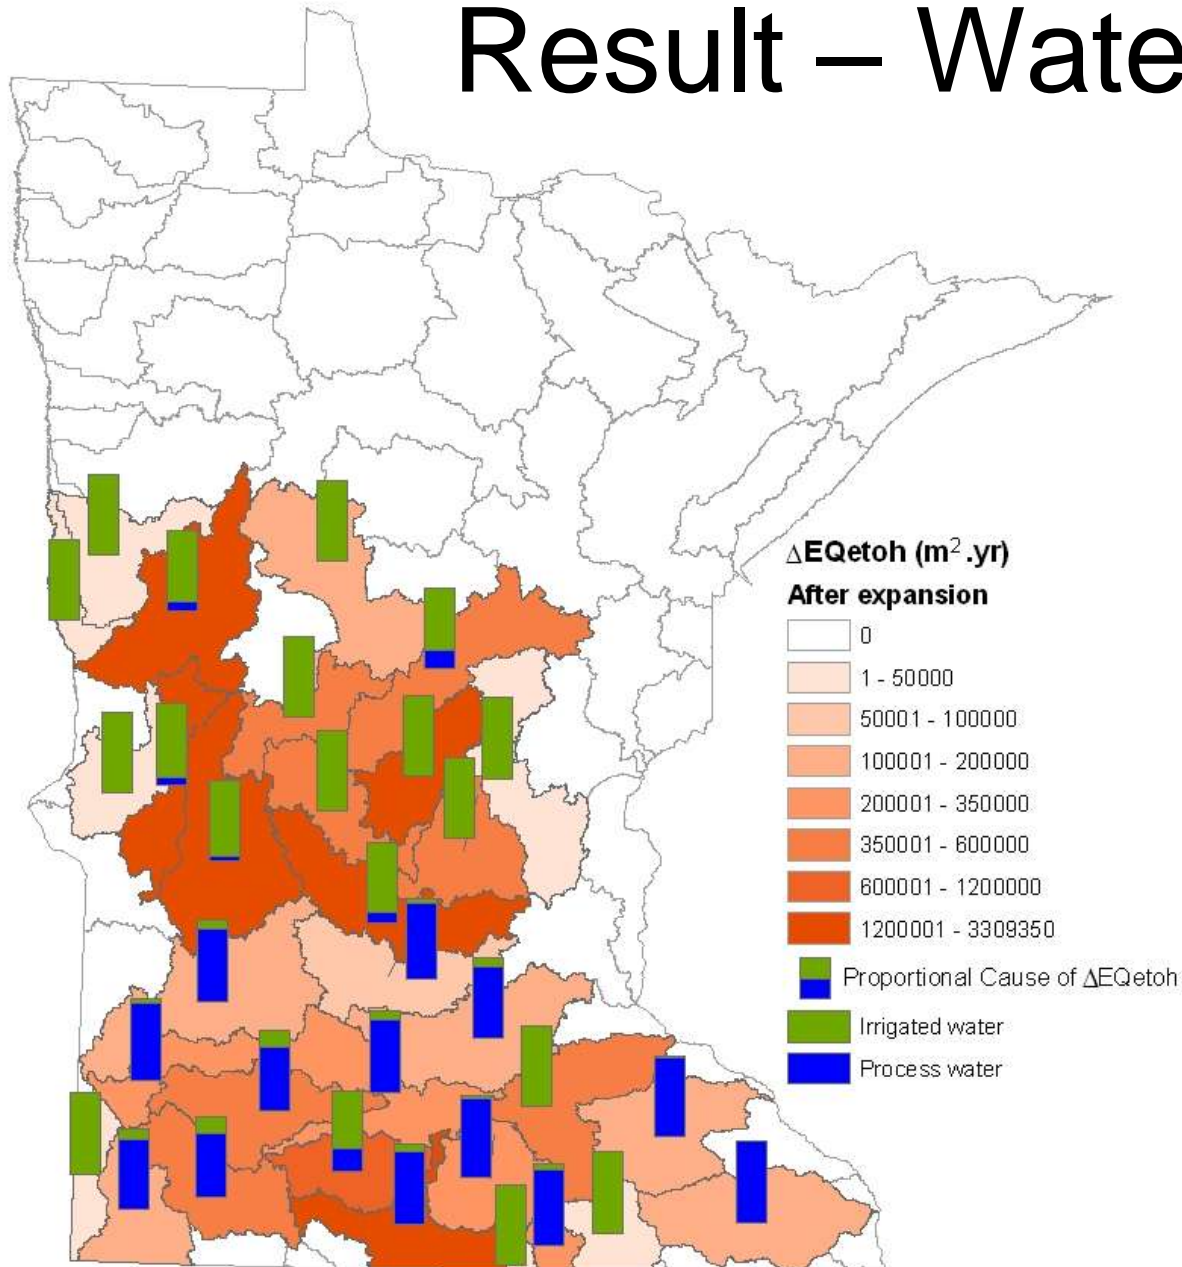 Result – Wate
ΔEQetoh (m².yr)
After expansion
0
1 - 50000
50001 - 100000
100001 - 200000
200001 - 350000
350001 - 600000
600001 - 1200000
1200001 - 3309350
Proportional Cause of ΔEQetoh
Irrigated water
Process water